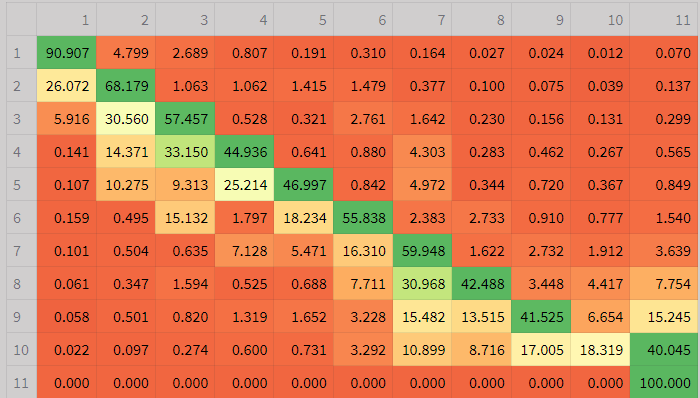 1 2 3 4 5 6 7 8 9 10 11
1 90.907 4.799 2.689 0.807 0.191 0.310 0.164 0.027 0.024 0.012 0.070
2 26.072 68.179 1.063 1.062 1.415 1.479 0.377 0.100 0.075 0.039 0.137
3 5.916 30.560 57.457 0.528 0.321 2.761 1.642 0.230 0.156 0.131 0.299
4 0.141 14.371 33.150 44.936 0.641 0.880 4.303 0.283 0.462 0.267 0.565
5 0.107 10.275 9.313 25.214 46.997 0.842 4.972 0.344 0.720 0.367 0.849
6 0.159 0.495 15.132 1.797 18.234 55.838 2.383 2.733 0.910 0.777 1.540
7 0.101 0.504 0.635 7.128 5.471 16.310 59.948 1.622 2.732 1.912 3.639
8 0.061 0.347 1.594 0.525 0.688 7.711 30.968 42.488 3.448 4.417 7.754
9 0.058 0.501 0.820 1.319 1.652 3.228 15.482 13.515 41.525 6.654 15.245
10 0.022 0.097 0.274 0.600 0.731 3.292 10.899 8.716 17.005 18.319 40.045
11 0.000 0.000 0.000 0.000 0.000 0.000 0.000 0.000 0.000 0.000 100.000